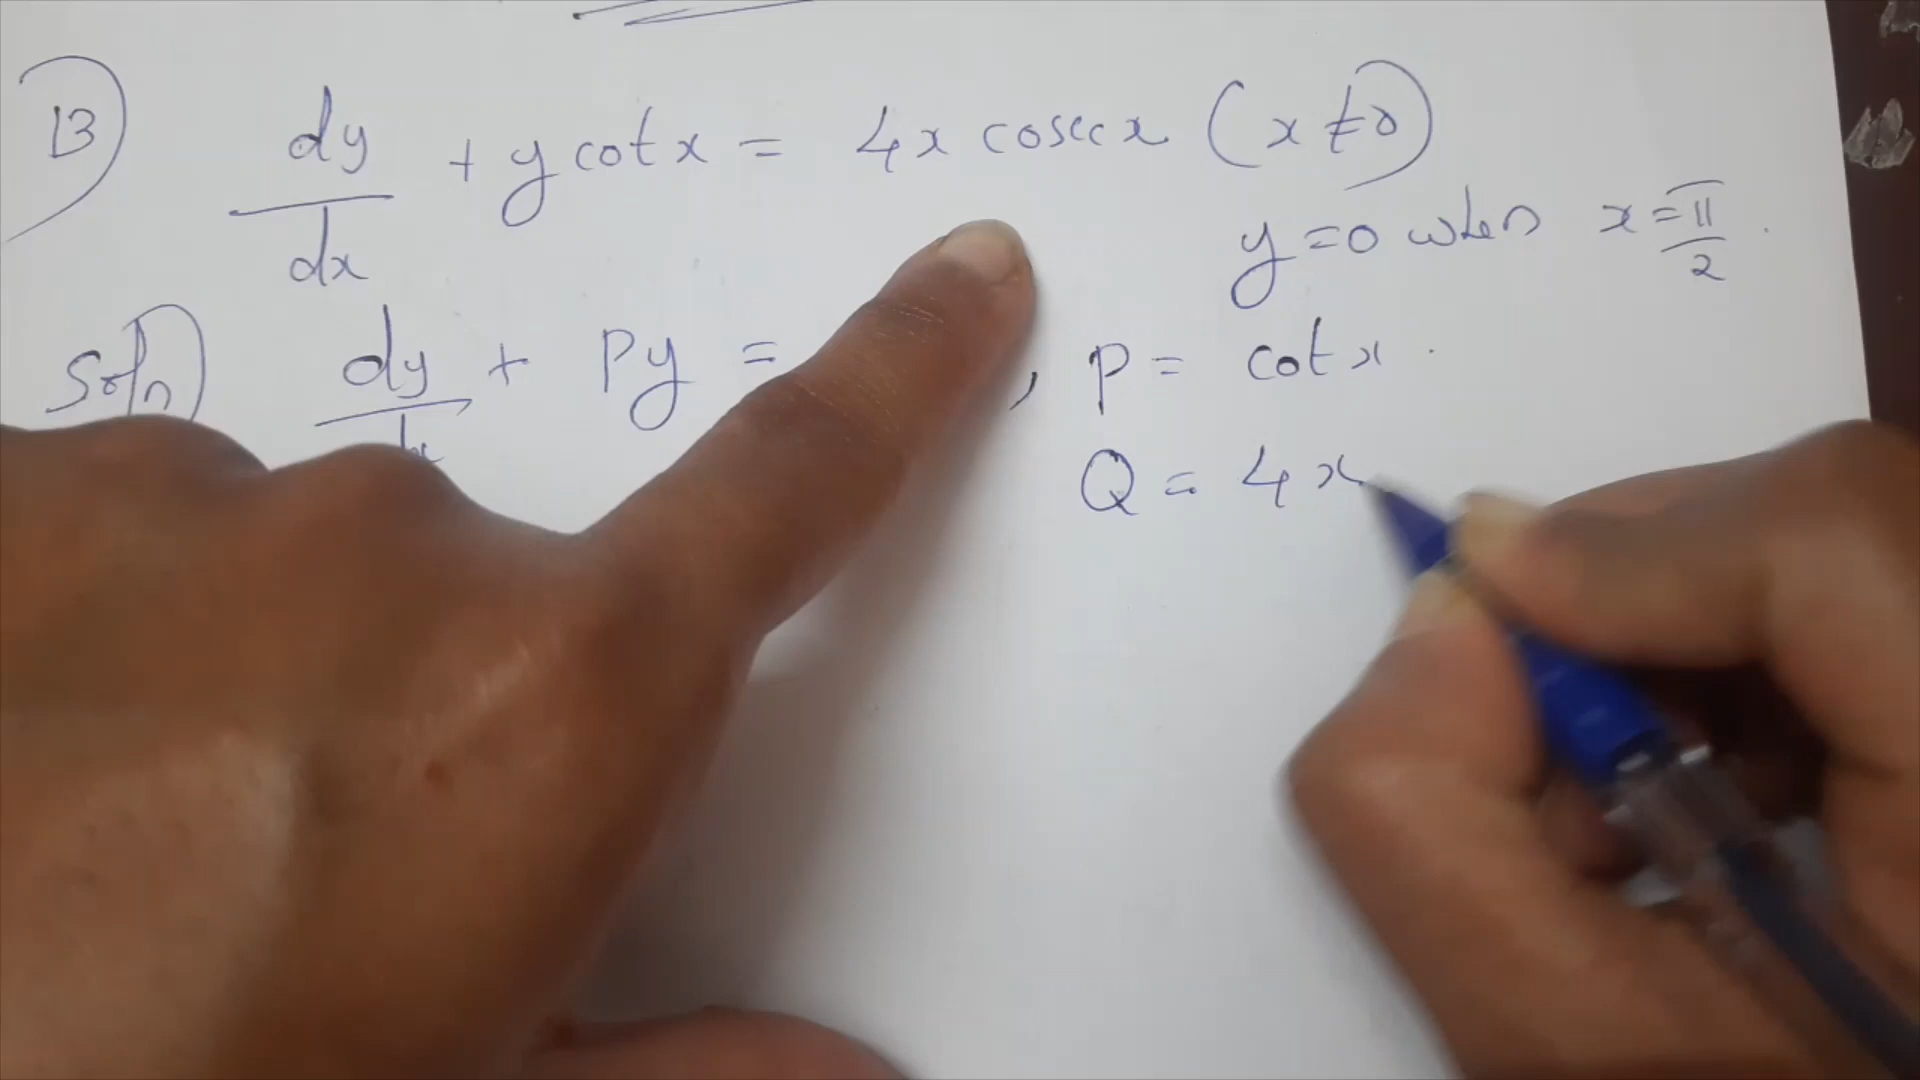 13) dy/dx + y cot x = 4x cosec x (x ≠ 0)
y = 0 when x = π/2.
Soln) dy/dx + Py = , P = cot x.
Q = 4x